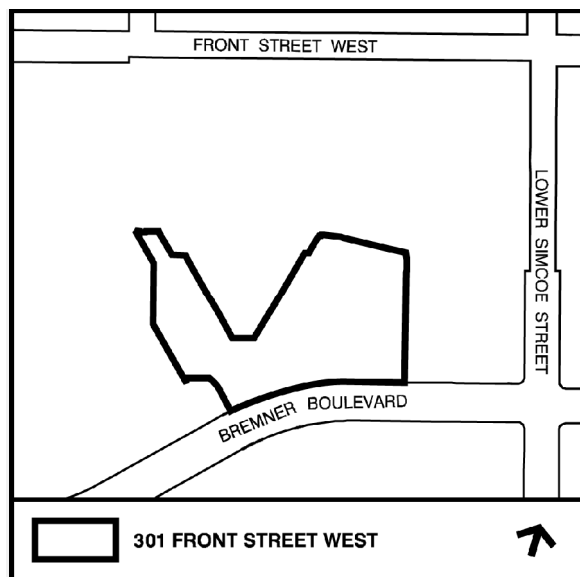 FRONT STREET WEST
LOWER SIMCOE STREET
BREMNER BOULEVARD
301 FRONT STREET WEST